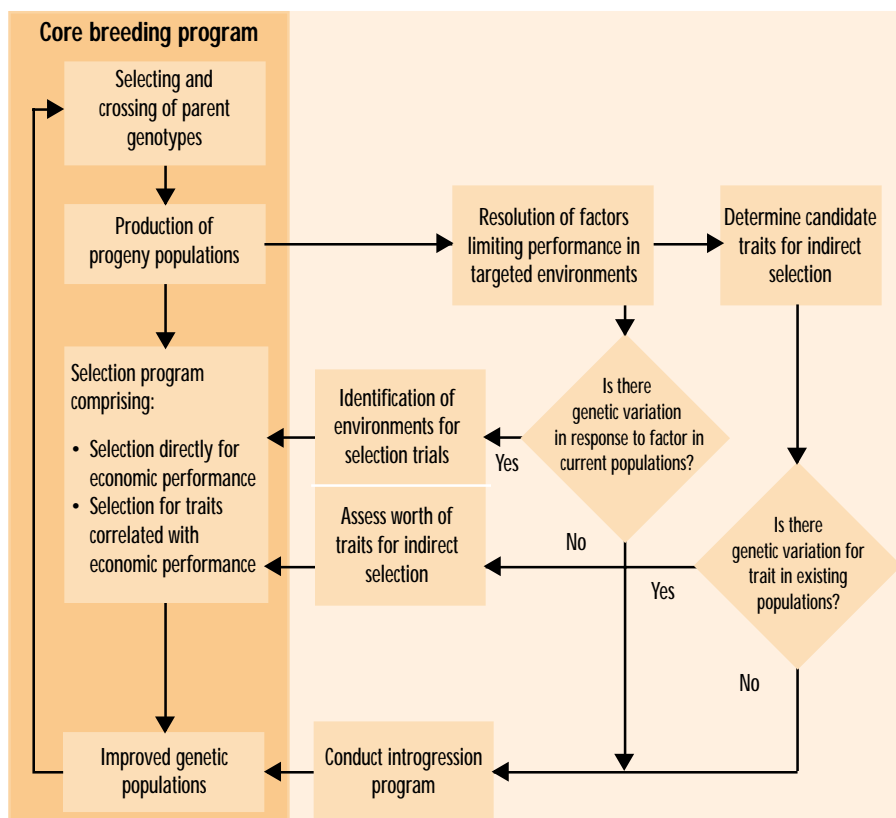 Core breeding program
Selecting and
crossing of parent
genotypes
Production of
progeny populations
Resolution of factors
limiting performance in
targeted environments
Determine candidate
traits for indirect
selection
Selection program
comprising:
• Selection directly for
economic performance
• Selection for traits
correlated with
economic performance
Identification of
environments for
selection trials
Yes
Is there
genetic variation
in response to factor in
current populations?
Assess worth of
traits for indirect
selection
No
Yes
Is there
genetic variation for
trait in existing
populations?
No
Improved genetic
populations
Conduct introgression
program